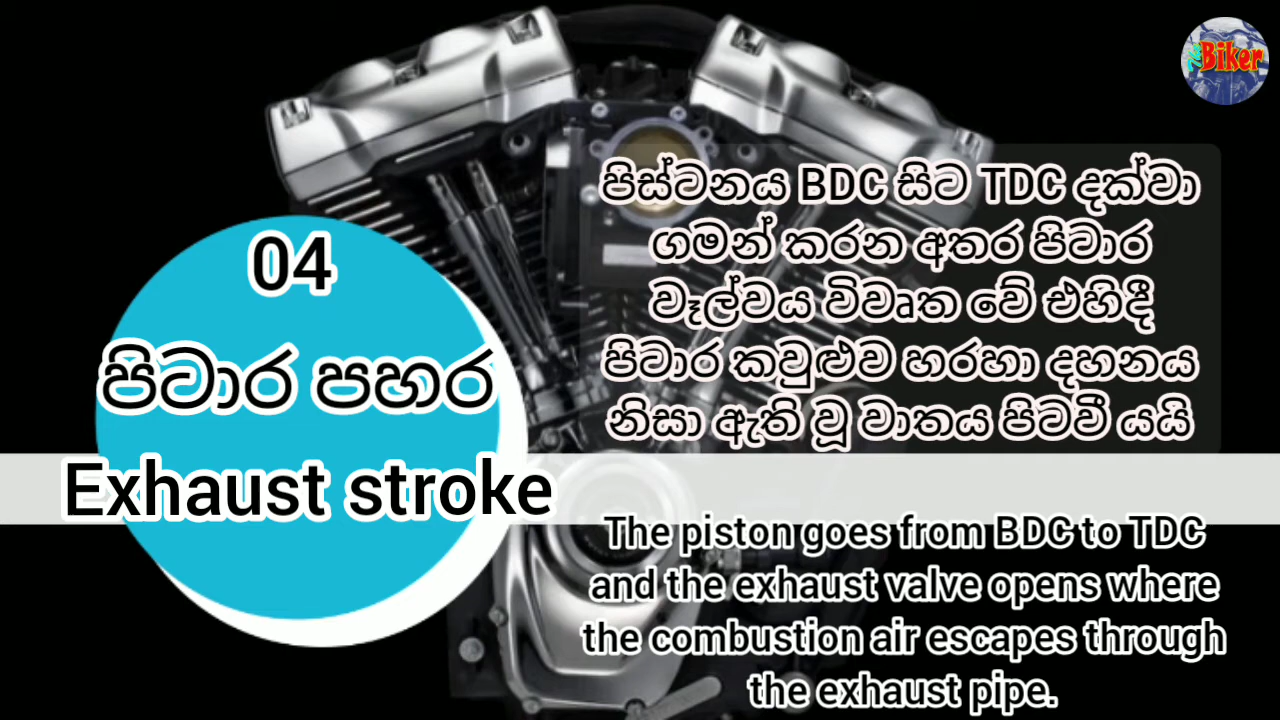 The
Biker
04
පිටාර පහර
Exhaust stroke
පිස්ටනය BDC සිට TDC දක්වා
ගමන් කරන අතර පිටාර
වෑල්වය විවෘත වේ එහිදී
පිටාර කවුළුව හරහා දහනය
නිසා ඇති වූ වාතය පිටවී යයි
The piston goes from BDC to TDC
and the exhaust valve opens where
the combustion air escapes through
the exhaust pipe.